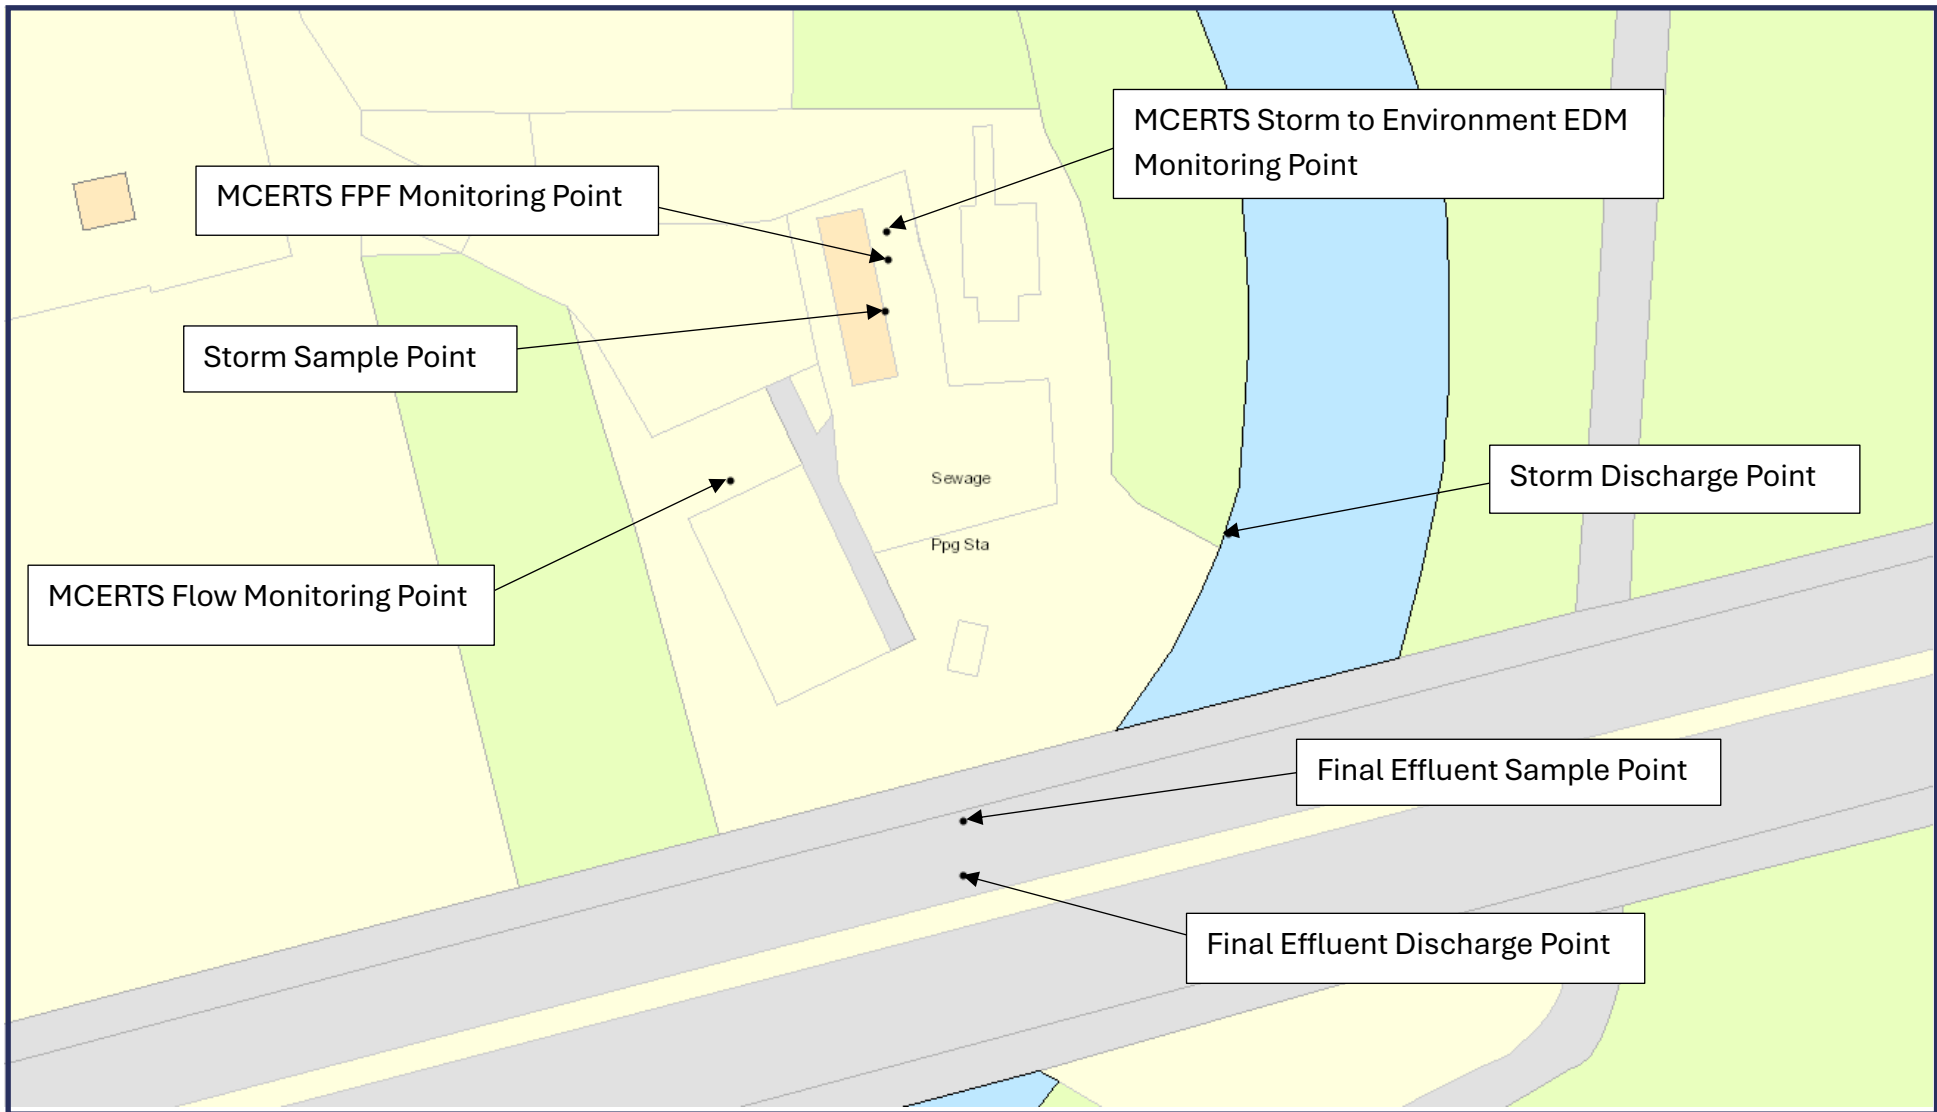 MCERTS Storm to Environment EDM
Monitoring Point
MCERTS FPF Monitoring Point
Storm Sample Point
Storm Discharge Point
Sewage
Ppg Sta
MCERTS Flow Monitoring Point
Final Effluent Sample Point
Final Effluent Discharge Point